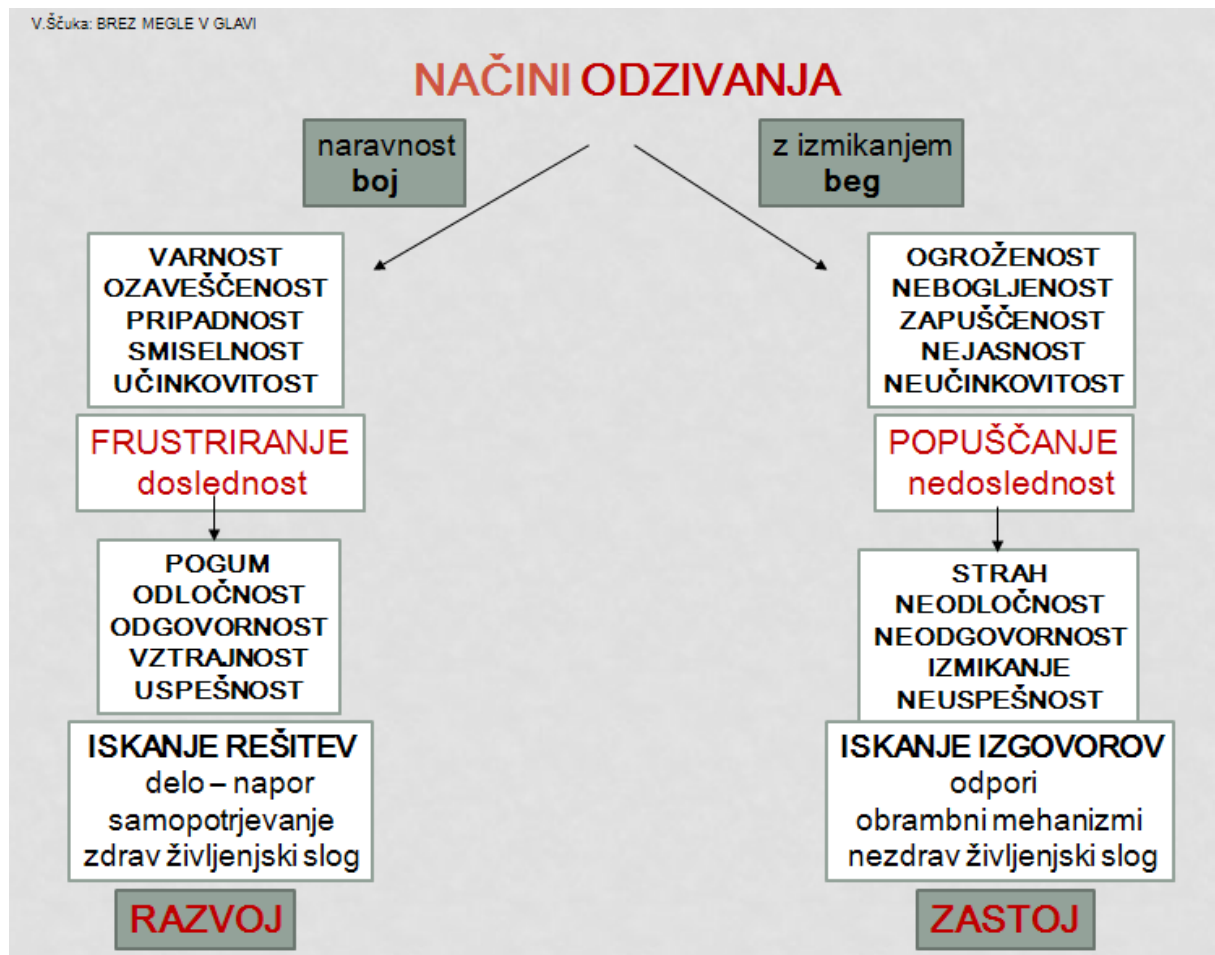 V.Ščuka: BREZ MEGLE V GLAVI
NAČINI ODZIVANJA
naravnost
boj
VARNOST
OZAVEŠČENOST
PRIPADNOST
SMISELNOST
UČINKOVITOST
FRUSTRIRANJE
doslednost
POGUM
ODLOČNOST
ODGOVORNOST
VZTRAJNOST
USPEŠNOST
ISKANJE REŠITEV
delo – napor
samopotrjevanje
zdrav življenjski slog
RAZVOJ
z izmikanjem
beg
OGROŽENOST
NEBOGLJENOST
ZAPUŠČENOST
NEJASNOST
NEUČINKOVITOST
POPUŠČANJE
nedoslednost
STRAH
NEODLOČNOST
NEODGOVORNOST
IZMIKANJE
NEUSPEŠNOST
ISKANJE IZGOVOROV
odpori
obrambni mehanizmi
nezdrav življenjski slog
ZASTOJ